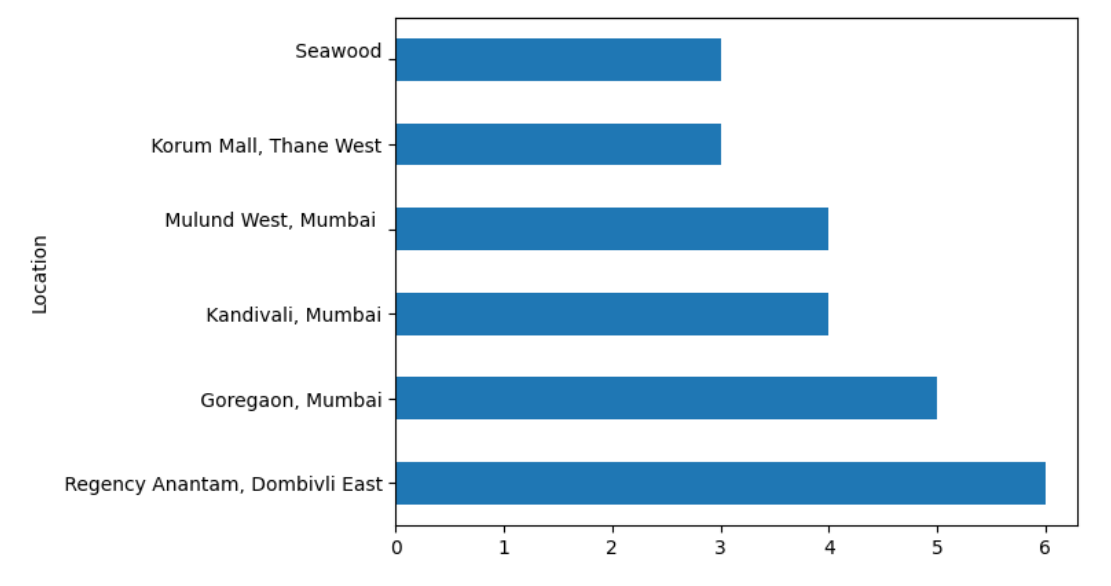 Seawood
Korum Mall, Thane West
Mulund West, Mumbai
Kandivali, Mumbai
Goregaon, Mumbai
Regency Anantam, Dombivli East
Location
0 1 2 3 4 5 6